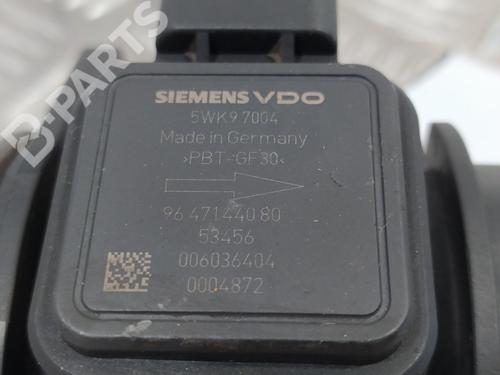 B-PARTS
SIEMENS VDO
5WK9 7004
Made in Germany
>PBT-GF30<
96 471440 80
53456
006036404
0004872